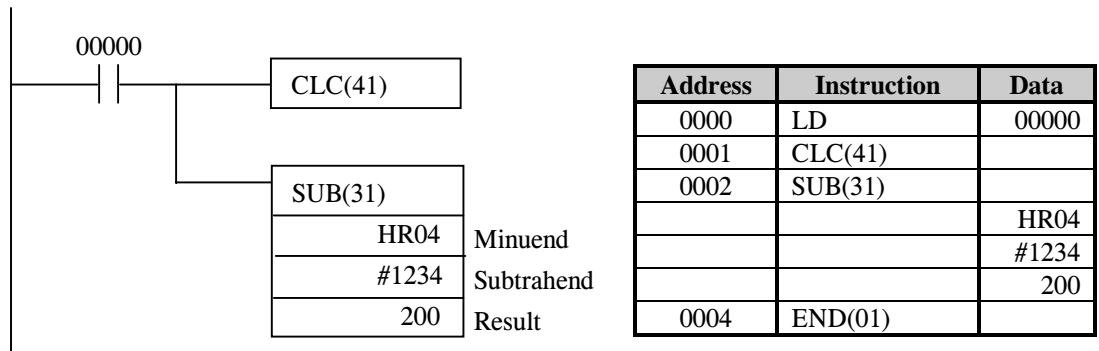 00000
CLC(41)
SUB(31)
HR04 Minuend
#1234 Subtrahend
200 Result
Address Instruction Data
0000 LD 00000
0001 CLC(41)
0002 SUB(31)
HR04
#1234
200
0004 END(01)